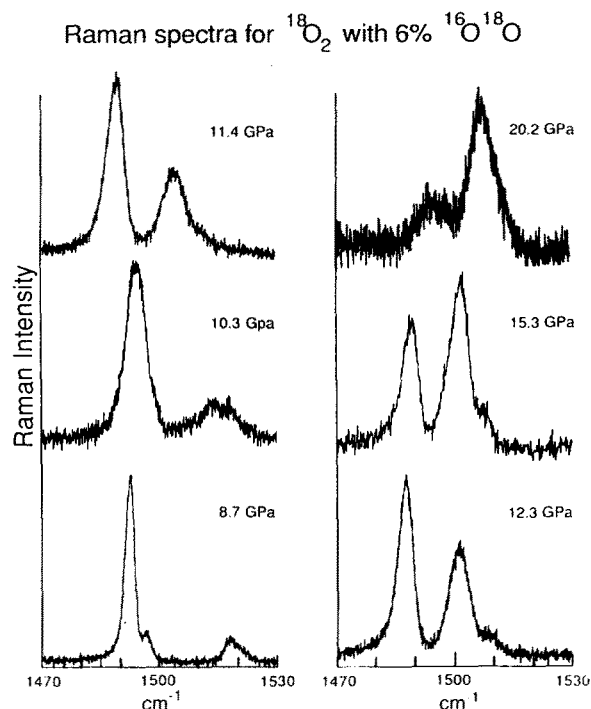 Raman spectra for ¹⁸O₂ with 6% ¹⁶O¹⁸O
11.4 GPa
10.3 Gpa
8.7 GPa
20.2 GPa
15.3 GPa
12.3 GPa
Raman Intensity
1470 1500 1530
cm⁻¹
1470 1500 1530
cm⁻¹